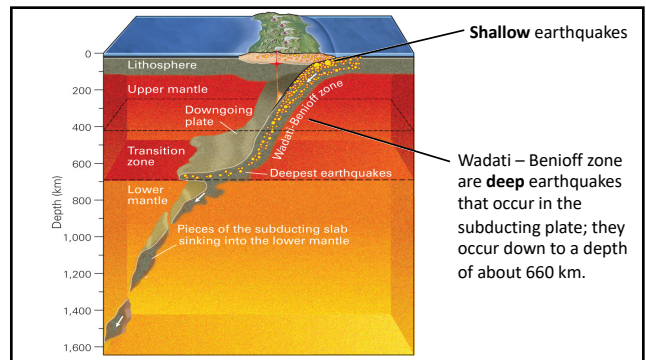 Shallow earthquakes
0
Lithosphere
Upper mantle
200
Downgoing
plate
Wadati-Benioff zone
400
Transition
zone
600
Deepest earthquakes
Lower
mantle
800
Depth (km)
Pieces of the subducting slab
sinking into the lower mantle
1,000
1,200
1,400
1,600
Wadati – Benioff zone
are deep earthquakes
that occur in the
subducting plate; they
occur down to a depth
of about 660 km.